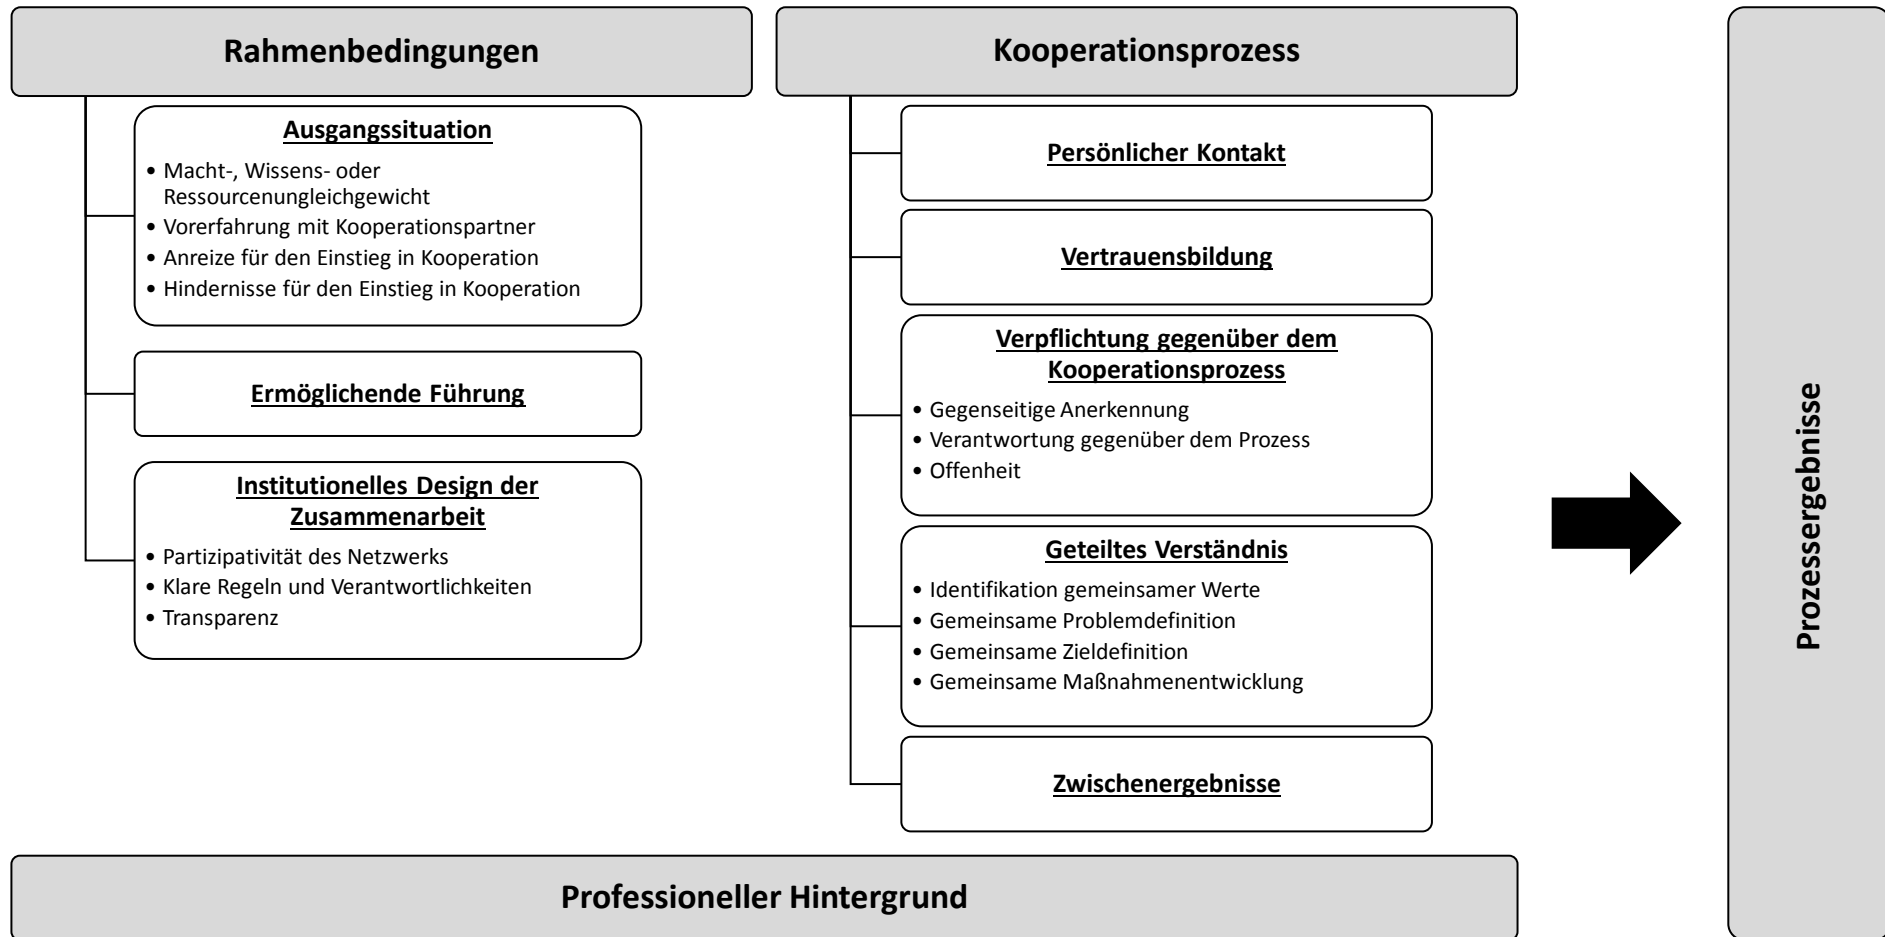 Rahmenbedingungen
Ausgangssituation
• Macht-, Wissens- oder
Ressourcenungleichgewicht
• Vorerfahrung mit Kooperationspartner
• Anreize für den Einstieg in Kooperation
• Hindernisse für den Einstieg in Kooperation
Ermöglichende Führung
Institutionelles Design der
Zusammenarbeit
• Partizipativität des Netzwerks
• Klare Regeln und Verantwortlichkeiten
• Transparenz
Kooperationsprozess
Persönlicher Kontakt
Vertrauensbildung
Verpflichtung gegenüber dem
Kooperationsprozess
• Gegenseitige Anerkennung
• Verantwortung gegenüber dem Prozess
• Offenheit
Geteiltes Verständnis
• Identifikation gemeinsamer Werte
• Gemeinsame Problemdefinition
• Gemeinsame Zieldefinition
• Gemeinsame Maßnahmenentwicklung
Zwischenergebnisse
Professioneller Hintergrund
Prozessergebnisse